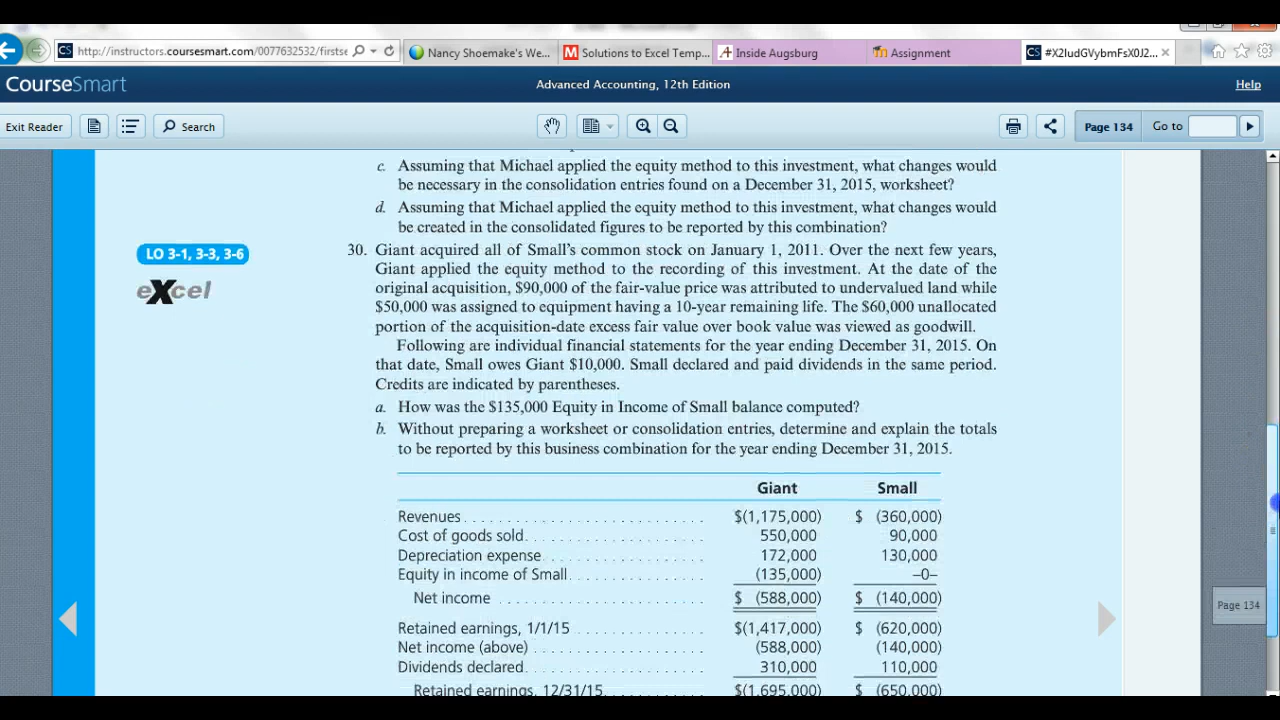 http://instructors.coursesmart.com/0077632532/firstse
Nancy Shoemake's We...
Solutions to Excel Temp...
Inside Augsburg
Assignment
#X2ludGVybmFsX0J2...
CourseSmart
Advanced Accounting, 12th Edition
Help
Exit Reader
Search
Page 134
Go to
c. Assuming that Michael applied the equity method to this investment, what changes would
be necessary in the consolidation entries found on a December 31, 2015, worksheet?
d. Assuming that Michael applied the equity method to this investment, what changes would
be created in the consolidated figures to be reported by this combination?
LO 3-1, 3-3, 3-6
excel
30. Giant acquired all of Small's common stock on January 1, 2011. Over the next few years,
Giant applied the equity method to the recording of this investment. At the date of the
original acquisition, $90,000 of the fair-value price was attributed to undervalued land while
$50,000 was assigned to equipment having a 10-year remaining life. The $60,000 unallocated
portion of the acquisition-date excess fair value over book value was viewed as goodwill.
Following are individual financial statements for the year ending December 31, 2015. On
that date, Small owes Giant $10,000. Small declared and paid dividends in the same period.
Credits are indicated by parentheses.
a. How was the $135,000 Equity in Income of Small balance computed?
b. Without preparing a worksheet or consolidation entries, determine and explain the totals
to be reported by this business combination for the year ending December 31, 2015.
Giant Small
Revenues $(1,175,000) $ (360,000)
Cost of goods sold 550,000 90,000
Depreciation expense 172,000 130,000
Equity in income of Small (135,000) –0–
Net income $ (588,000) $ (140,000)
Retained earnings, 1/1/15 $(1,417,000) $ (620,000)
Net income (above) (588,000) (140,000)
Dividends declared 310,000 110,000
Retained earnings, 12/31/15 $(1,695,000) $ (650,000)
Page 134